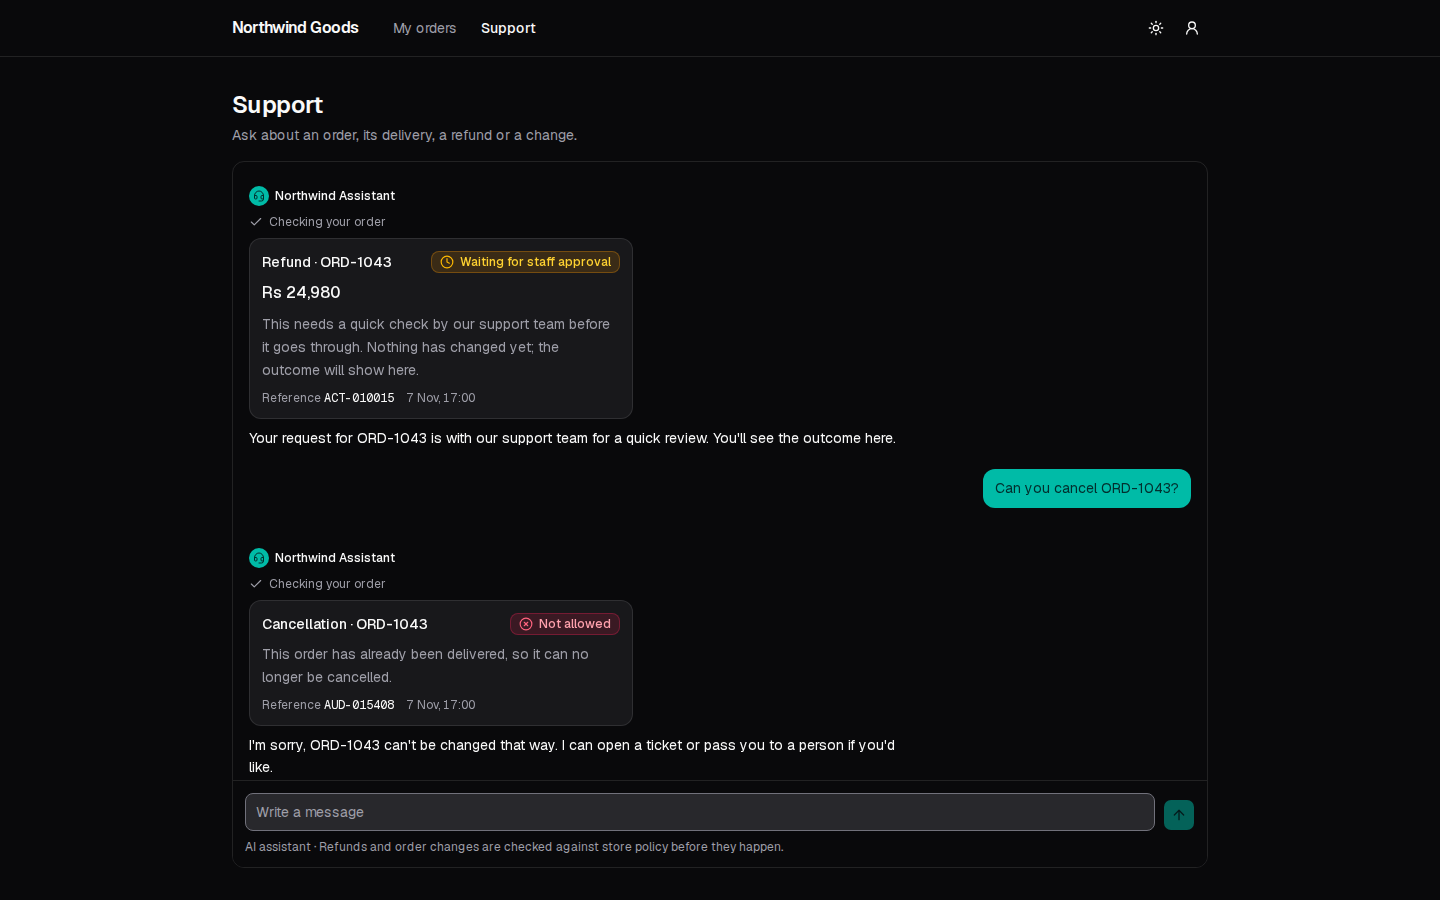 Northwind Goods My orders Support
Support
Ask about an order, its delivery, a refund or a change.
Northwind Assistant
Checking your order
Refund · ORD-1043 Waiting for staff approval
Rs 24,980
This needs a quick check by our support team before
it goes through. Nothing has changed yet; the
outcome will show here.
Reference ACT-010015 7 Nov, 17:00
Your request for ORD-1043 is with our support team for a quick review. You'll see the outcome here.
Can you cancel ORD-1043?
Northwind Assistant
Checking your order
Cancellation · ORD-1043 Not allowed
This order has already been delivered, so it can no
longer be cancelled.
Reference AUD-015408 7 Nov, 17:00
I'm sorry, ORD-1043 can't be changed that way. I can open a ticket or pass you to a person if you'd
like.
Write a message
AI assistant · Refunds and order changes are checked against store policy before they happen.